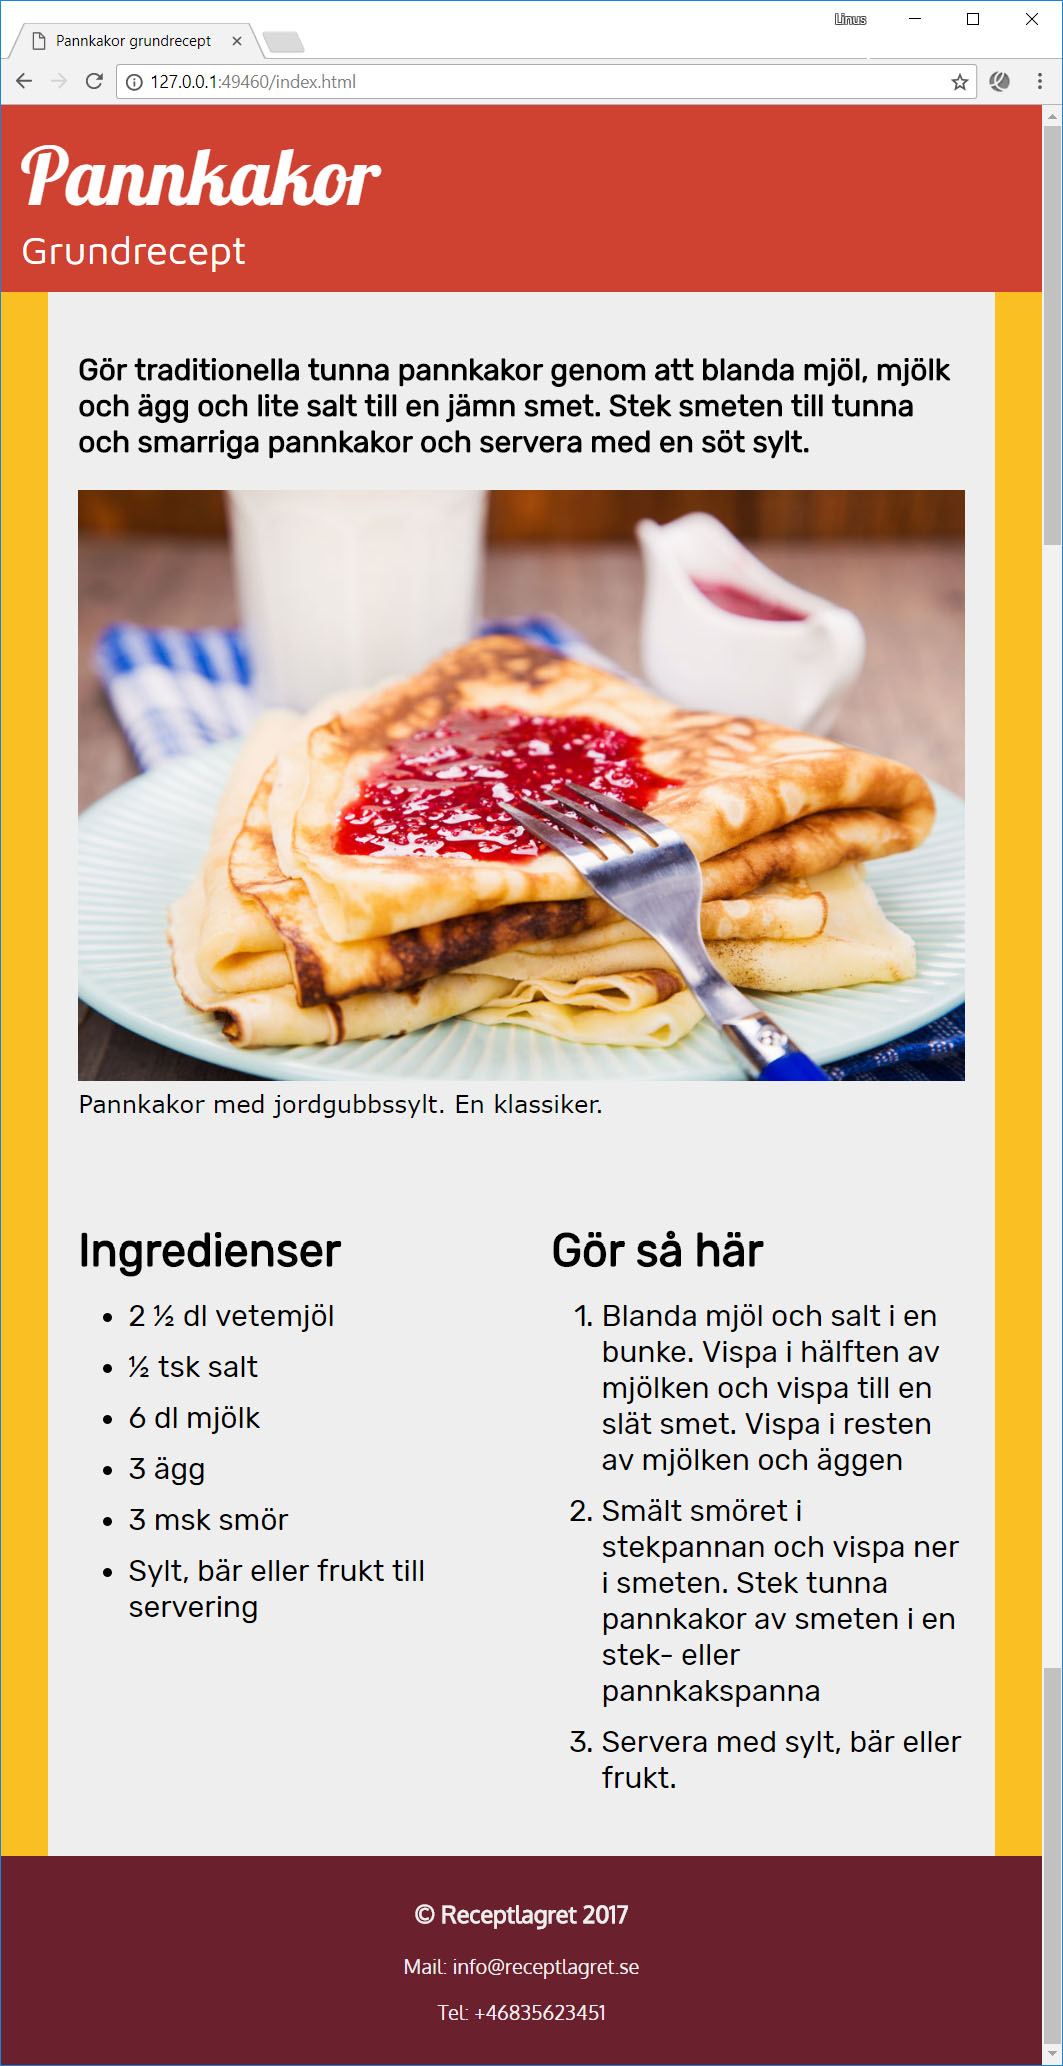 Linus
Pannkakor grundrecept
127.0.0.1:49460/index.html
Pannkakor
Grundrecept
Gör traditionella tunna pannkakor genom att blanda mjöl, mjölk
och ägg och lite salt till en jämn smet. Stek smeten till tunna
och smarriga pannkakor och servera med en söt sylt.
Pannkakor med jordgubbssylt. En klassiker.
Ingredienser
• 2 ½ dl vetemjöl
• ½ tsk salt
• 6 dl mjölk
• 3 ägg
• 3 msk smör
• Sylt, bär eller frukt till
servering
Gör så här
1. Blanda mjöl och salt i en
bunke. Vispa i hälften av
mjölken och vispa till en
slät smet. Vispa i resten
av mjölken och äggen
2. Smält smöret i
stekpannan och vispa ner
i smeten. Stek tunna
pannkakor av smeten i en
stek- eller
pannkakspanna
3. Servera med sylt, bär eller
frukt.
© Receptlagret 2017
Mail: info@receptlagret.se
Tel: +46835623451